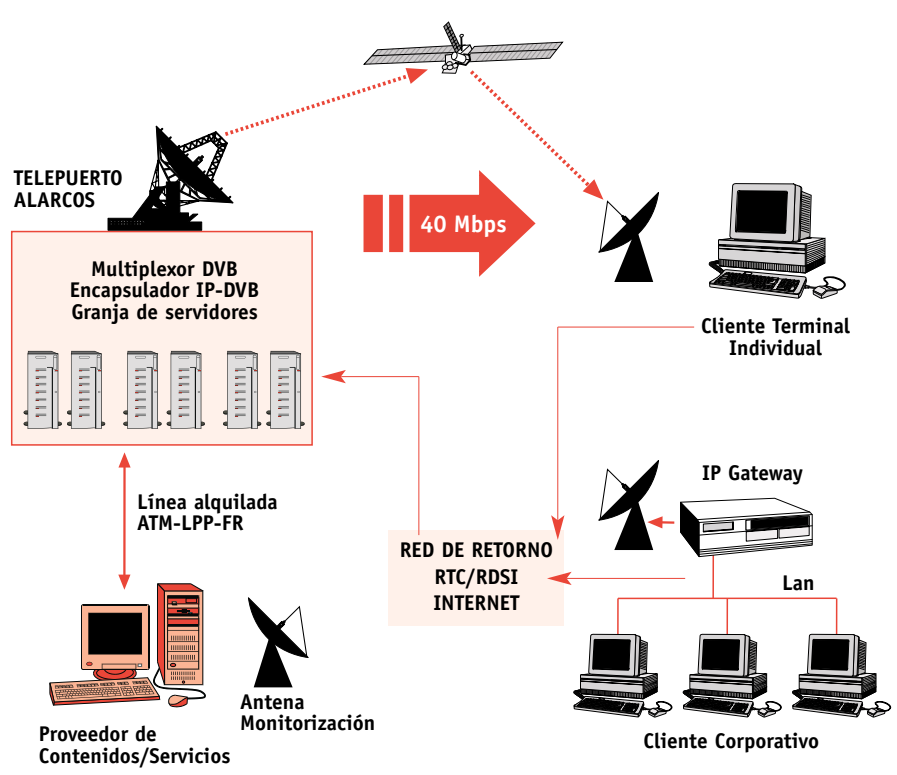 TELEPUERTO
ALARCOS
40 Mbps
Multiplexor DVB
Encapsulador IP-DVB
Granja de servidores
Cliente Terminal
Individual
Línea alquilada
ATM-LPP-FR
IP Gateway
RED DE RETORNO
RTC/RDSI
INTERNET
Lan
Antena
Monitorización
Proveedor de
Contenidos/Servicios
Cliente Corporativo